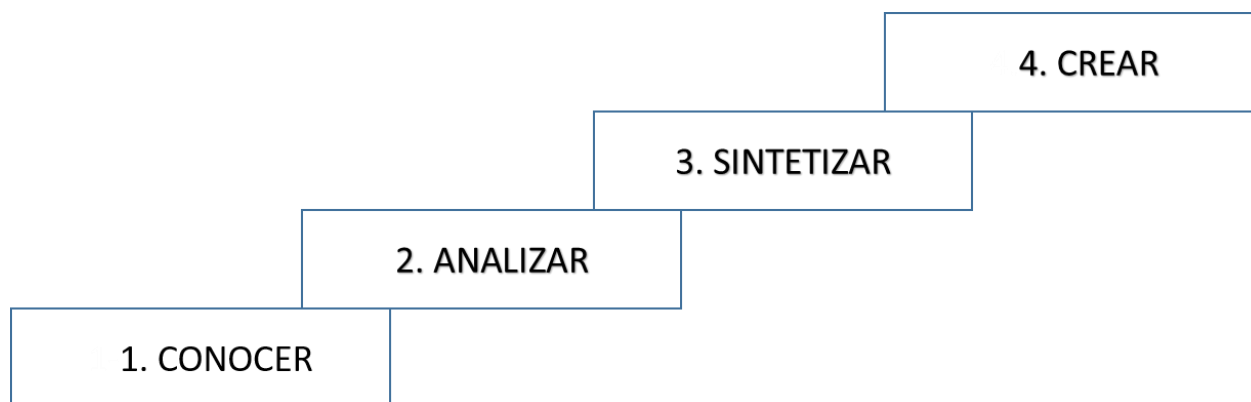 4. CREAR
3. SINTETIZAR
2. ANALIZAR
1. CONOCER